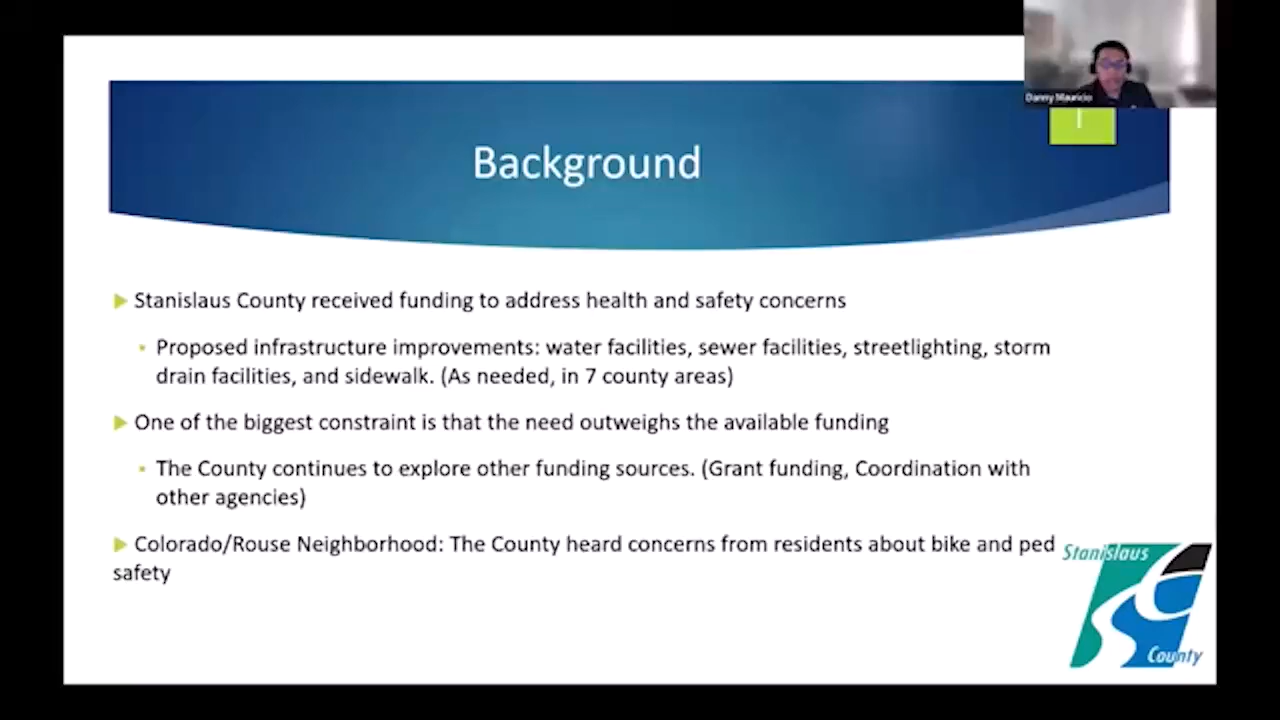 Danny Mauricio
Background
Stanislaus County received funding to address health and safety concerns
Proposed infrastructure improvements: water facilities, sewer facilities, streetlighting, storm
drain facilities, and sidewalk. (As needed, in 7 county areas)
One of the biggest constraint is that the need outweighs the available funding
The County continues to explore other funding sources. (Grant funding, Coordination with
other agencies)
Colorado/Rouse Neighborhood: The County heard concerns from residents about bike and ped
safety
Stanislaus
County